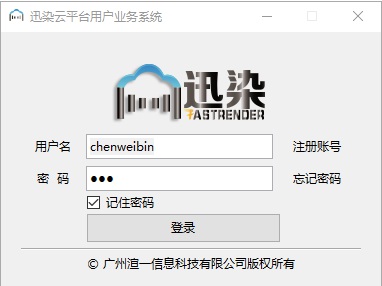 迅染云平台用户业务系统
迅染
FASTRENDER
用户名 chenweibin 注册账号
密 码 ●●● 忘记密码
记住密码
登录
© 广州渲一信息科技有限公司版权所有